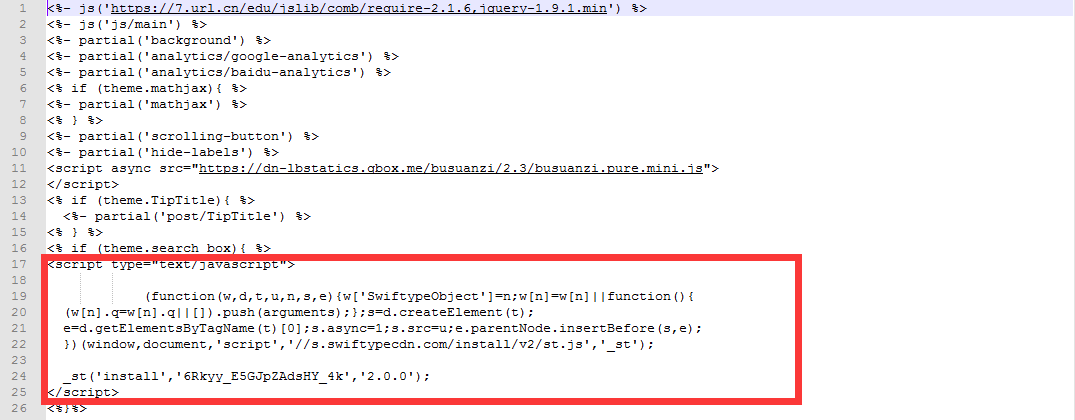 1 <%- js('https://7.url.cn/edu/jslib/comb/require-2.1.6,jquery-1.9.1.min') %>
2 <%- js('js/main') %>
3 <%- partial('background') %>
4 <%- partial('analytics/google-analytics') %>
5 <%- partial('analytics/baidu-analytics') %>
6 <% if (theme.mathjax){ %>
7 <%- partial('mathjax') %>
8 <% } %>
9 <%- partial('scrolling-button') %>
10 <%- partial('hide-labels') %>
11 <script async src="https://dn-lbstatics.qbox.me/busuanzi/2.3/busuanzi.pure.mini.js">
12 </script>
13 <% if (theme.TipTitle){ %>
14 <%- partial('post/TipTitle') %>
15 <% } %>
16 <% if (theme.search_box){ %>
17 <script type="text/javascript">
18
19 (function(w,d,t,u,n,s,e){w['SwiftypeObject']=n;w[n]=w[n]||function(){
20 (w[n].q=w[n].q||[]).push(arguments);};s=d.createElement(t);
21 e=d.getElementsByTagName(t)[0];s.async=1;s.src=u;e.parentNode.insertBefore(s,e);
22 })(window,document,'script','//s.swiftypecdn.com/install/v2/st.js','_st');
23
24 _st('install','6Rkyy_E5GJpZAdsHY_4k','2.0.0');
25 </script>
26 <%}%>